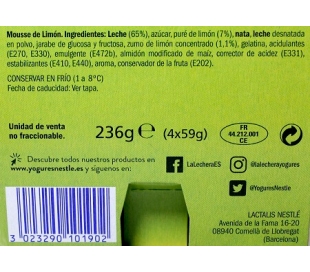 Mousse de Limón. Ingredientes: Leche (65%), azúcar, puré de limón (7%), nata, leche desnatada
en polvo, jarabe de glucosa y fructosa, zumo de limón concentrado (1,1%), gelatina, acidulantes
(E270, E330), emulgente (E472b), almidón modificado de maíz, corrector de acidez (E331),
estabilizantes (E410, E440), aroma, conservador de la fruta (E202).
CONSERVAR EN FRÍO (1 a 8°C)
Fecha de caducidad: Ver tapa.
Unidad de venta
no fraccionable.
236g e (4x59g)
FR
44.212.001
CE
Descubre todos nuestros productos en
www.yoguresnestle.es y síguenos en:
LaLecheraES
@lalecherayogures
YoguresNestle
@YoguresNestle
3 023290 101902
LACTALIS NESTLÉ
Avenida de la Fama 16-20
08940 Cornellà de Llobregat
(Barcelona)